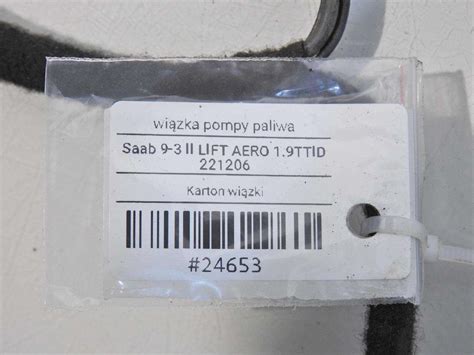 wiązka pompy paliwa
Saab 9-3 II LIFT AERO 1.9TTID
221206
Karton wiązki
#24653